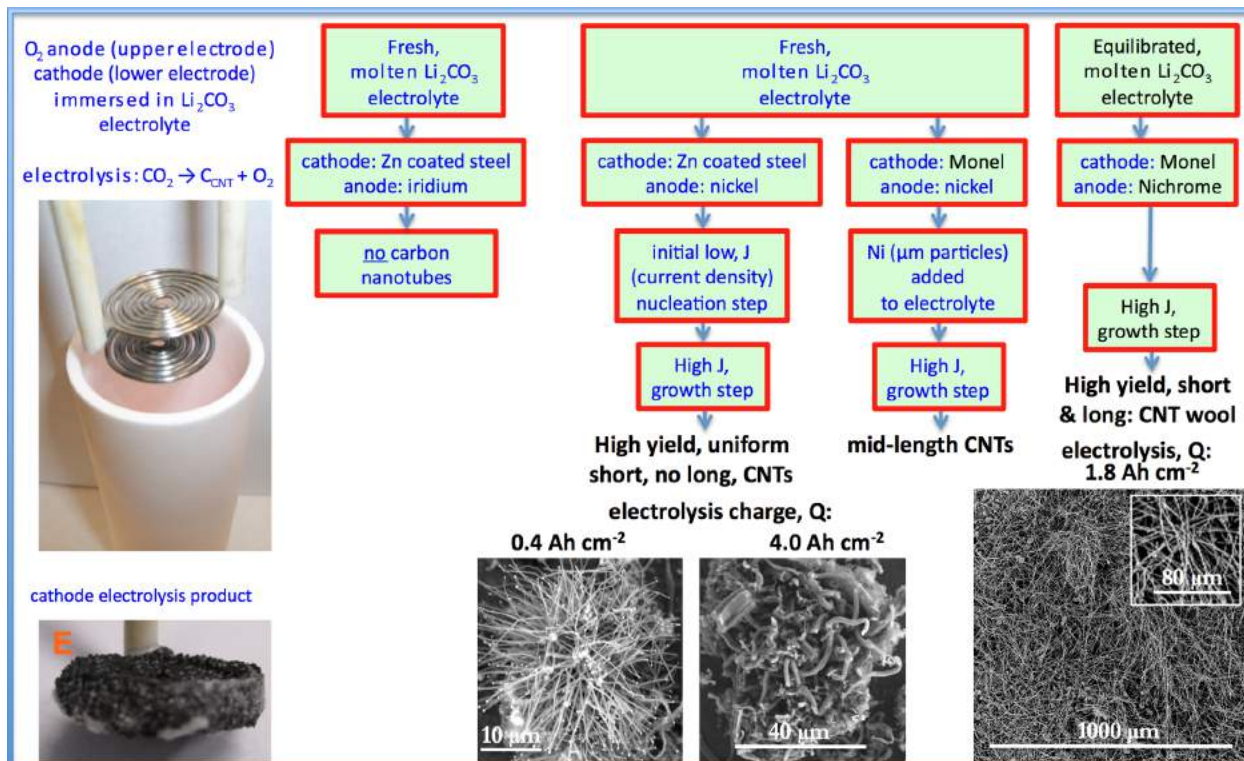 O₂ anode (upper electrode)
cathode (lower electrode)
immersed in Li₂CO₃
electrolyte
electrolysis: CO₂ → C_CNT + O₂
cathode electrolysis product
E
Fresh,
molten Li₂CO₃
electrolyte
cathode: Zn coated steel
anode: iridium
no carbon
nanotubes
Fresh,
molten Li₂CO₃
electrolyte
cathode: Zn coated steel
anode: nickel
initial low, J
(current density)
nucleation step
High J,
growth step
High yield, uniform
short, no long, CNTs
cathode: Monel
anode: nickel
Ni (μm particles)
added
to electrolyte
High J,
growth step
mid-length CNTs
electrolysis charge, Q:
0.4 Ah cm⁻²
10 μm
4.0 Ah cm⁻²
40 μm
Equilibrated,
molten Li₂CO₃
electrolyte
cathode: Monel
anode: Nichrome
High J,
growth step
High yield, short
& long: CNT wool
electrolysis, Q:
1.8 Ah cm⁻²
80 μm
1000 μm